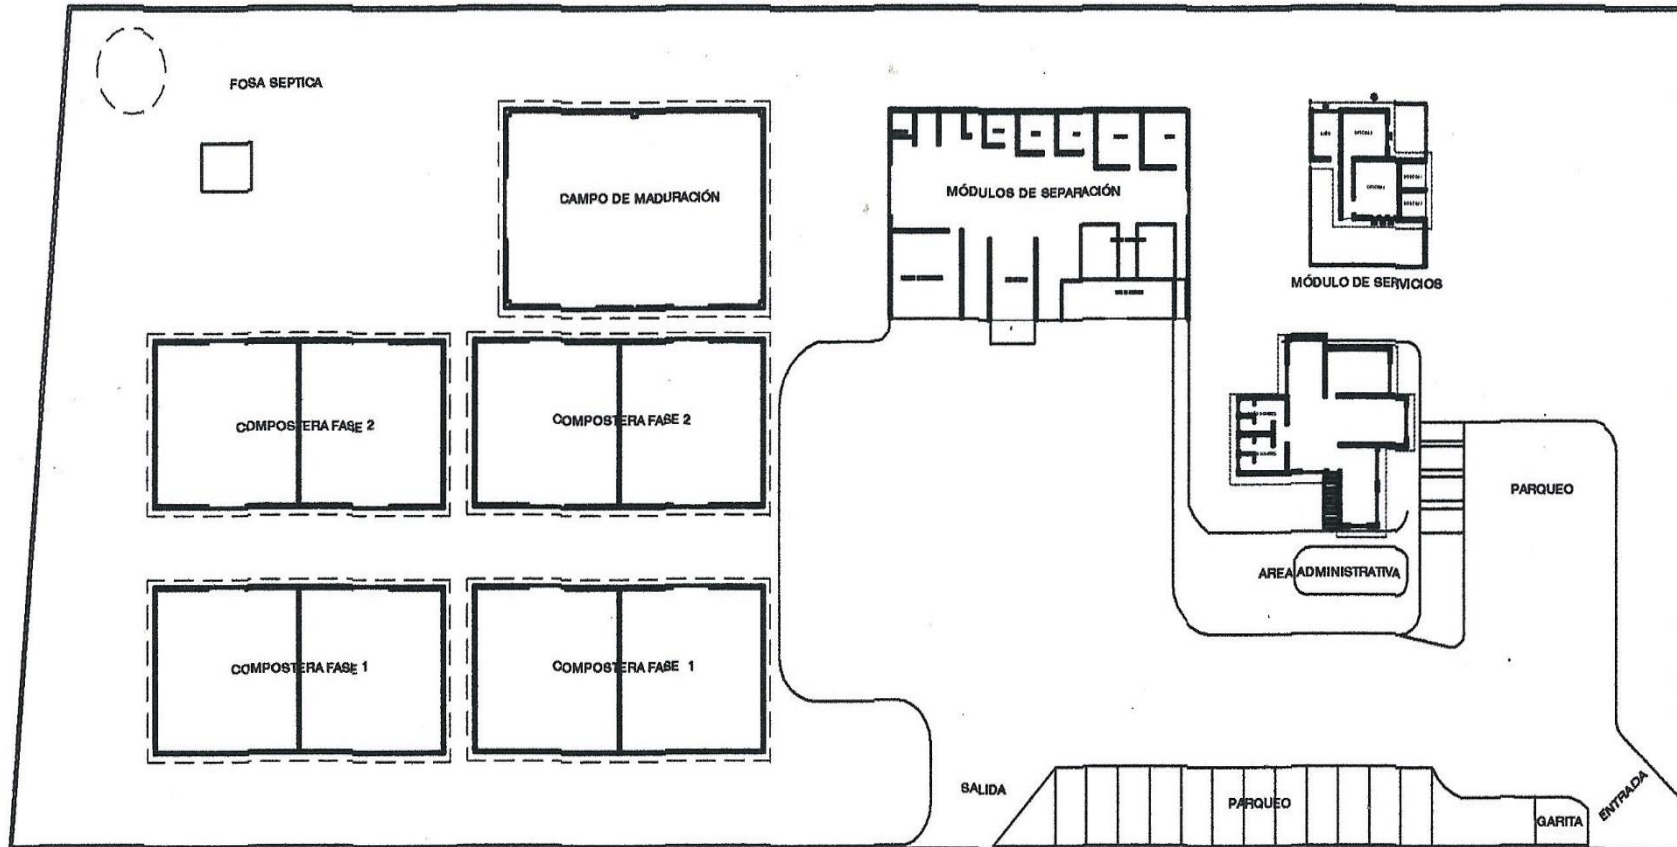 FOSA SEPTICA
CAMPO DE MADURACIÓN
MÓDULOS DE SEPARACIÓN
MÓDULO DE SERVICIOS
COMPOSTERA FASE 2
COMPOSTERA FASE 2
PARQUEO
AREA ADMINISTRATIVA
COMPOSTERA FASE 1
COMPOSTERA FASE 1
SALIDA
PARQUEO
GARITA
ENTRADA